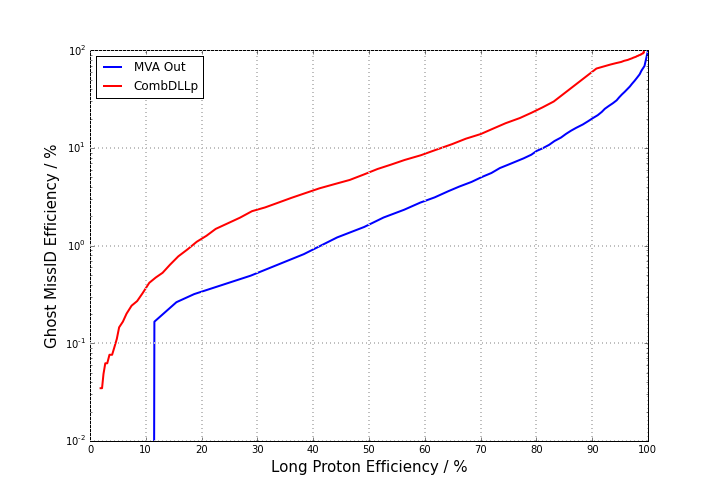 MVA Out
CombDLLp
Ghost MissID Efficiency / %
10²
10¹
10⁰
10⁻¹
10⁻²
0 10 20 30 40 50 60 70 80 90 100
Long Proton Efficiency / %